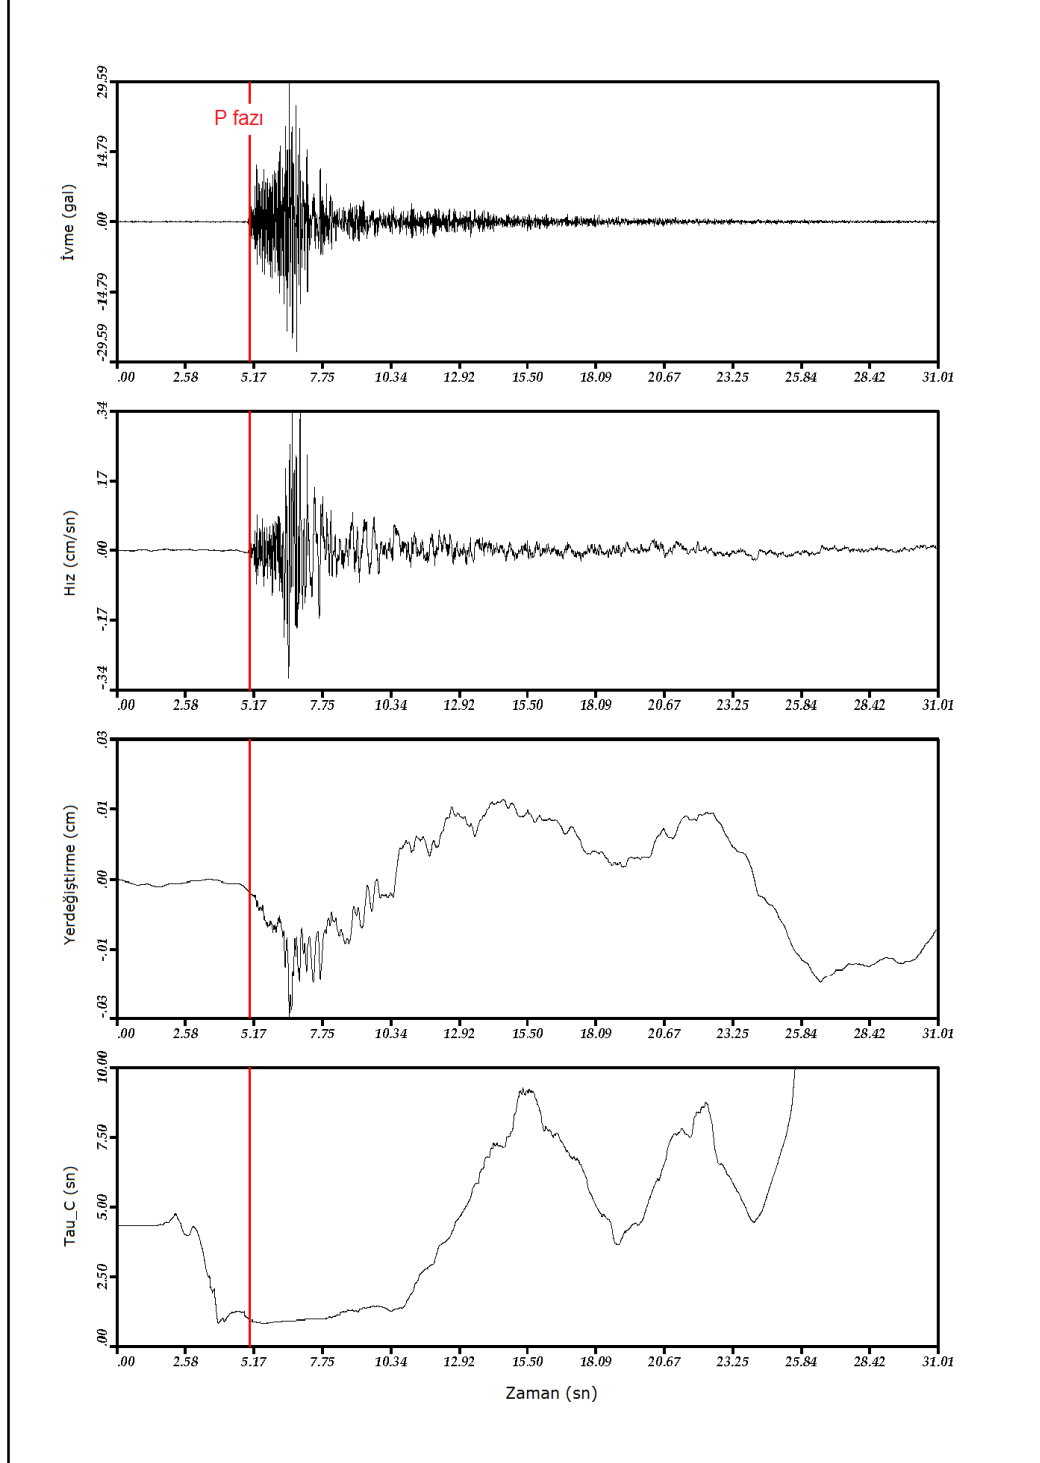 29.59
14.79
.00
-14.79
-29.59
İvme (gal)
P fazı
.00 2.58 5.17 7.75 10.34 12.92 15.50 18.09 20.67 23.25 25.84 28.42 31.01
.34
.17
.00
-.17
-.34
Hız (cm/sn)
.00 2.58 5.17 7.75 10.34 12.92 15.50 18.09 20.67 23.25 25.84 28.42 31.01
.03
.01
.00
-.01
-.03
Yerdeğiştirme (cm)
.00 2.58 5.17 7.75 10.34 12.92 15.50 18.09 20.67 23.25 25.84 28.42 31.01
10.00
7.50
5.00
2.50
.00
Tau_C (sn)
.00 2.58 5.17 7.75 10.34 12.92 15.50 18.09 20.67 23.25 25.84 28.42 31.01
Zaman (sn)